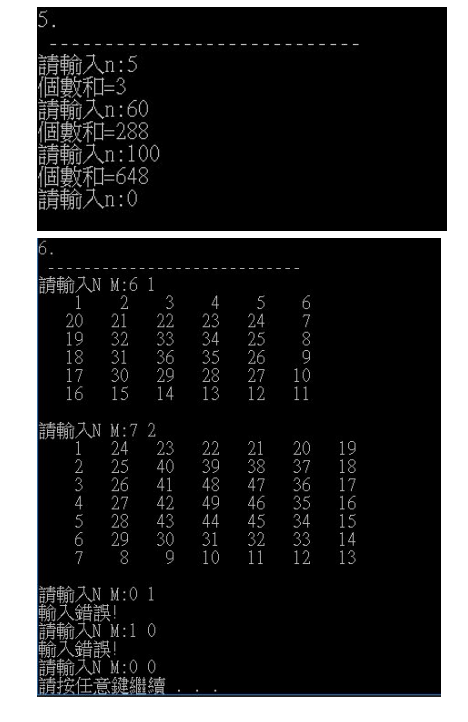 5.
----------------------------
請輸入n:5
個數和=3
請輸入n:60
個數和=288
請輸入n:100
個數和=648
請輸入n:0
6.
----------------------------
請輸入N M:6 1
1 2 3 4 5 6
20 21 22 23 24 7
19 32 33 34 25 8
18 31 36 35 26 9
17 30 29 28 27 10
16 15 14 13 12 11
請輸入N M:7 2
1 24 23 22 21 20 19
2 25 40 39 38 37 18
3 26 41 48 47 36 17
4 27 42 49 46 35 16
5 28 43 44 45 34 15
6 29 30 31 32 33 14
7 8 9 10 11 12 13
請輸入N M:0 1
輸入錯誤!
請輸入N M:1 0
輸入錯誤!
請輸入N M:0 0
請按任意鍵繼續 . . .